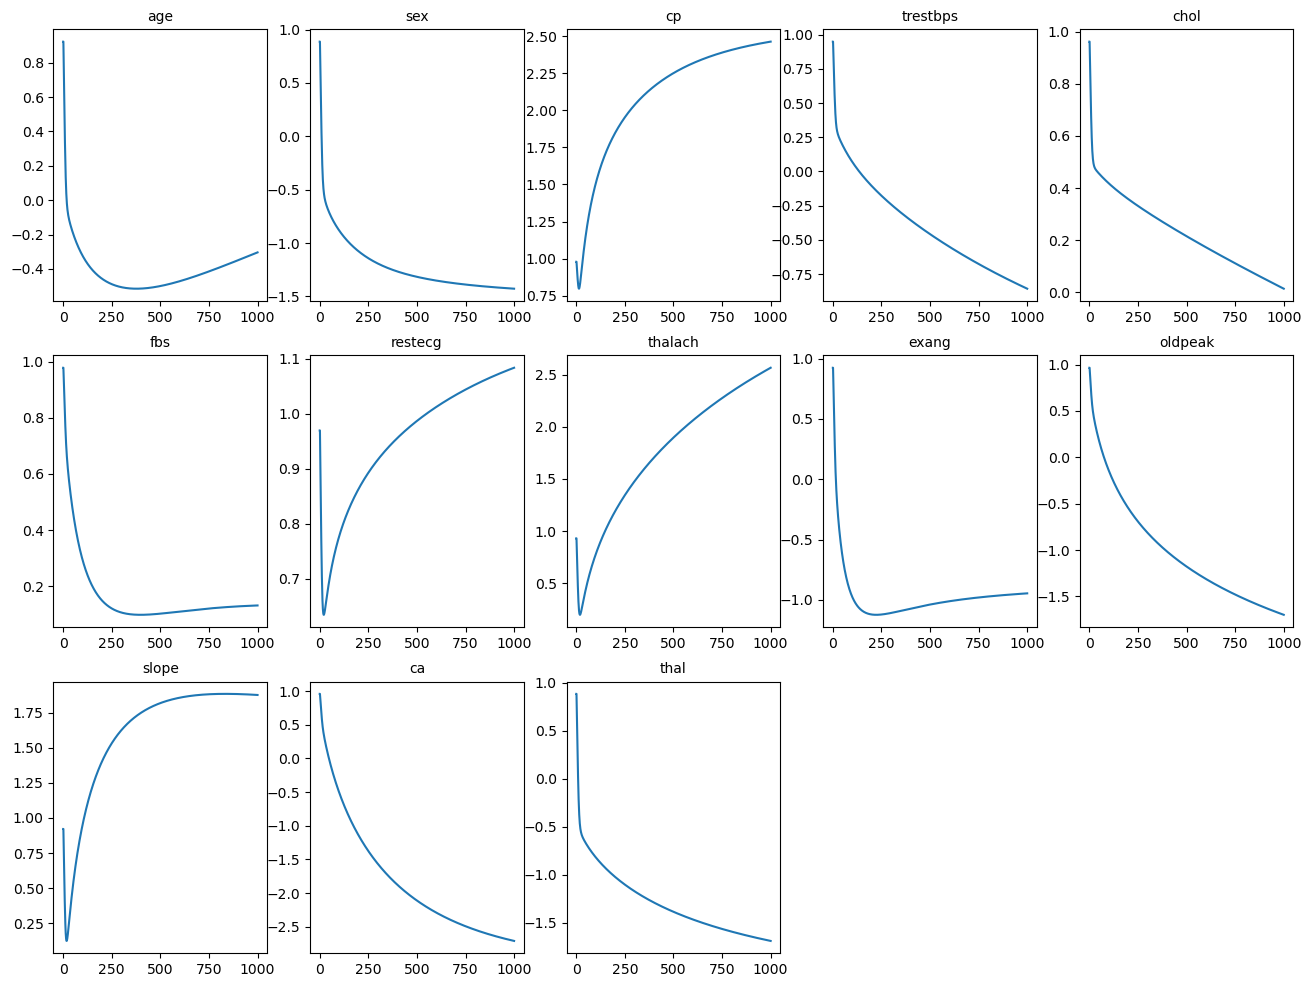 age sex cp trestbps chol
0.8 0.6 0.4 0.2 0.0 −0.2 −0.4
1.0 0.5 0.0 −0.5 −1.0 −1.5
2.50 2.25 2.00 1.75 1.50 1.25 1.00 0.75
1.00 0.75 0.50 0.25 0.00 −0.25 −0.50 −0.75
1.0 0.8 0.6 0.4 0.2 0.0
0 250 500 750 1000 0 250 500 750 1000 0 250 500 750 1000 0 250 500 750 1000 0 250 500 750 1000
fbs restecg thalach exang oldpeak
1.0 0.8 0.6 0.4 0.2
1.1 1.0 0.9 0.8 0.7
2.5 2.0 1.5 1.0 0.5
1.0 0.5 0.0 −0.5 −1.0
1.0 0.5 0.0 −0.5 −1.0 −1.5
0 250 500 750 1000 0 250 500 750 1000 0 250 500 750 1000 0 250 500 750 1000 0 250 500 750 1000
slope ca thal
1.75 1.50 1.25 1.00 0.75 0.50 0.25
1.0 0.5 0.0 −0.5 −1.0 −1.5 −2.0 −2.5
1.0 0.5 0.0 −0.5 −1.0 −1.5
0 250 500 750 1000 0 250 500 750 1000 0 250 500 750 1000